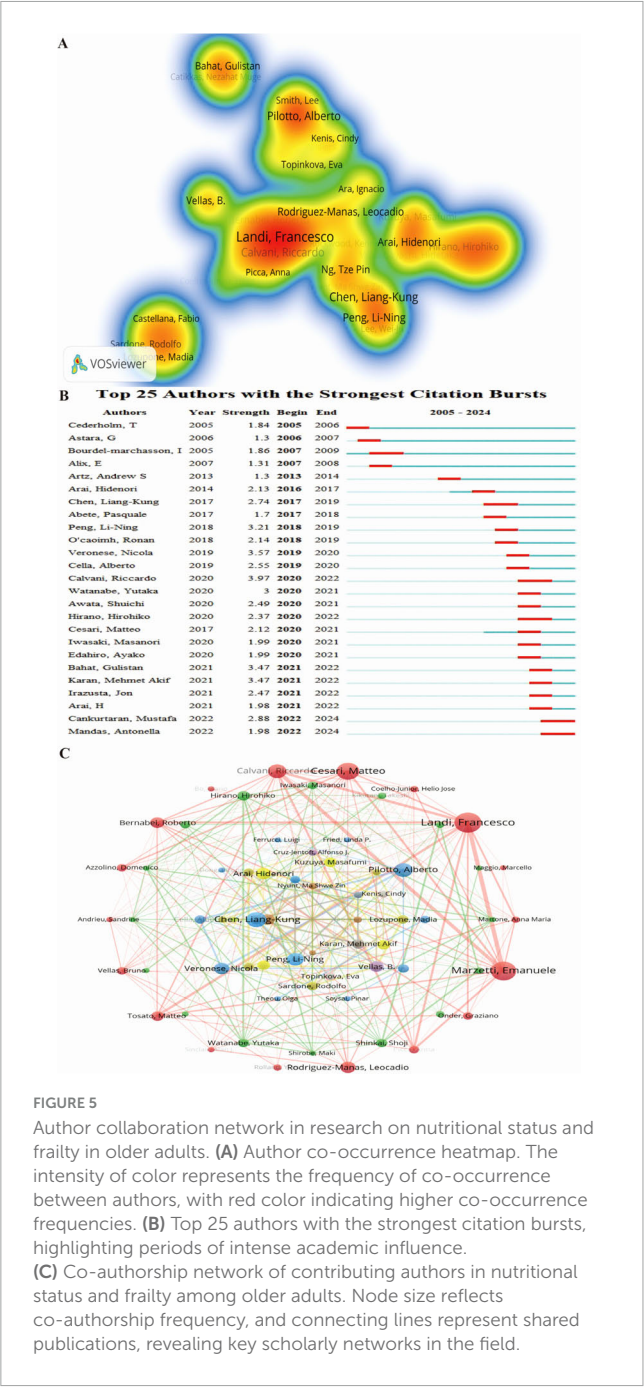 A
Bahat, Gulistan
Catikkas, Nezahat Muge
Smith, Lee
Pilotto, Alberto
Kenis, Cindy
Topinkova, Eva
Ara, Ignacio
Vellas, B.
Rodriguez-Manas, Leocadio
Landi, Francesco
Arai, Hidenori
Hirano, Hirohiko
Calvani, Riccardo
Picca, Anna
Ng, Tze Pin
Chen, Liang-Kung
Peng, Li-Ning
Castellana, Fabio
Sardone, Rodolfo
Madia
VOSviewer
B
Top 25 Authors with the Strongest Citation Bursts
Authors Year Strength Begin End 2005 - 2024
Cederholm, T 2005 1.84 2005 2006
Astara, G 2006 1.3 2006 2007
Bourdel-marchasson, I 2005 1.86 2007 2009
Alix, E 2007 1.31 2007 2008
Artz, Andrew S 2013 1.3 2013 2014
Arai, Hidenori 2014 2.13 2016 2017
Chen, Liang-Kung 2017 2.74 2017 2019
Abete, Pasquale 2017 1.7 2017 2018
Peng, Li-Ning 2018 3.21 2018 2019
O'caoimh, Ronan 2018 2.14 2018 2019
Veronese, Nicola 2019 3.57 2019 2020
Cella, Alberto 2019 2.55 2019 2020
Calvani, Riccardo 2020 3.97 2020 2022
Watanabe, Yutaka 2020 3 2020 2021
Awata, Shuichi 2020 2.49 2020 2021
Hirano, Hirohiko 2020 2.37 2020 2022
Cesari, Matteo 2017 2.12 2020 2021
Iwasaki, Masanori 2020 1.99 2020 2021
Edahiro, Ayako 2020 1.99 2020 2021
Bahat, Gulistan 2021 3.47 2021 2022
Karan, Mehmet Akif 2021 3.47 2021 2022
Irazusta, Jon 2021 2.47 2021 2022
Arai, H 2021 1.98 2021 2022
Cankurtaran, Mustafa 2022 2.88 2022 2024
Mandas, Antonella 2022 1.98 2022 2024
C
Calvani, Riccardo
Cesari, Matteo
Iwasaki, Masanori
Coelho-Junior, Helio Jose
Hirano, Hirohiko
Bernabei, Roberto
Landi, Francesco
Ferrucci, Luigi
Fried, Linda P.
Cruz-Jentoft, Alfonso J.
Kuzuya, Masafumi
Azzolino, Domenico
Arai, Hidenori
Pilotto, Alberto
Maggio, Marcello
Nyunt, Ma Shwe Zin
Kenis, Cindy
Andrieu, Sandrine
Chen, Liang-Kung
Lozupone, Madia
Martone, Anna Maria
Karan, Mehmet Akif
Peng, Li-Ning
Vellas, Bruno
Veronese, Nicola
Vellas, B.
Marzetti, Emanuele
Topinkova, Eva
Sardone, Rodolfo
Theou, Olga
Soysal, Pinar
Tosato, Matteo
Onder, Graziano
Watanabe, Yutaka
Shinkai, Shoji
Shirobe, Maki
Rodriguez-Manas, Leocadio
FIGURE 5
Author collaboration network in research on nutritional status and
frailty in older adults. (A) Author co-occurrence heatmap. The
intensity of color represents the frequency of co-occurrence
between authors, with red color indicating higher co-occurrence
frequencies. (B) Top 25 authors with the strongest citation bursts,
highlighting periods of intense academic influence.
(C) Co-authorship network of contributing authors in nutritional
status and frailty among older adults. Node size reflects
co-authorship frequency, and connecting lines represent shared
publications, revealing key scholarly networks in the field.